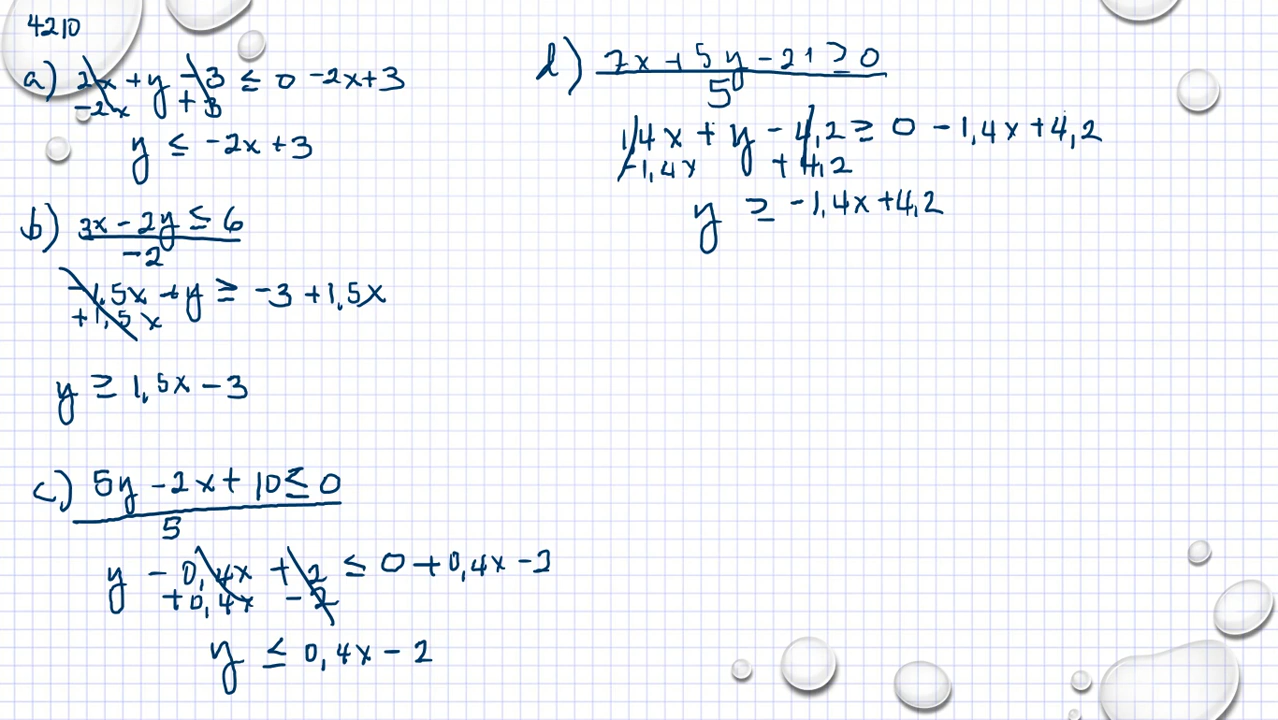 4210
a) 2x + y - 3 ≤ 0 -2x+3
-2x + 3
y ≤ -2x+3
b) 3x - 2y ≤ 6
-2
-1,5x + y ≥ -3 +1,5x
+1,5x
y ≥ 1,5x - 3
c) 5y - 2x + 10 ≤ 0
5
y - 0,4x + 2 ≤ 0 + 0,4x - 2
+0,4x - 2
y ≤ 0,4x - 2
d) 7x + 5y - 21 ≥ 0
5
1,4x + y - 4,2 ≥ 0 - 1,4x + 4,2
-1,4x + 4,2
y ≥ -1,4x+4,2